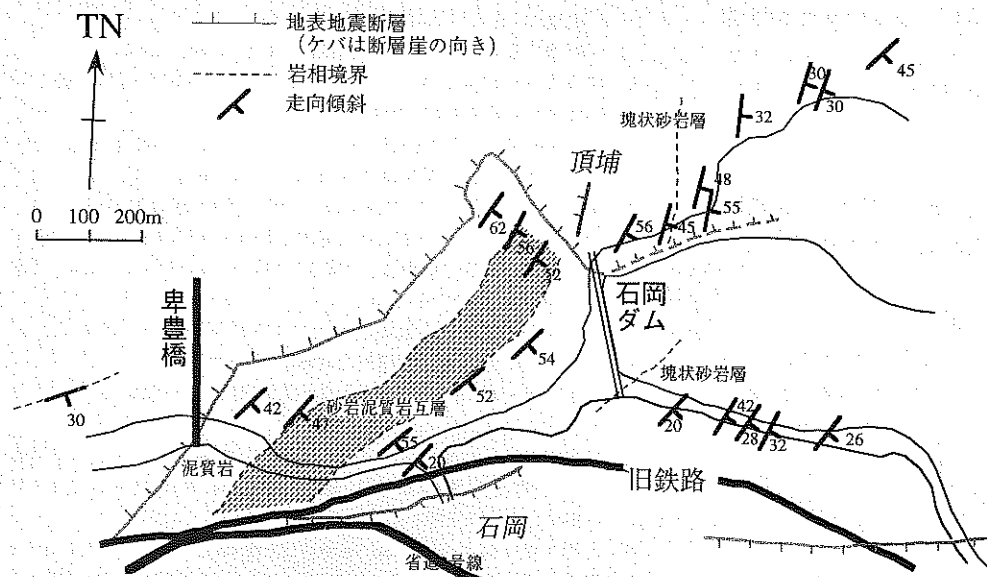 TN
地表地震断層
(ケバは断層崖の向き)
岩相境界
走向傾斜
0 100 200m
45
30
30
32
塊状砂岩層
頂埔
48
55
62
56
45
56
52
石岡
ダム
卑豊橋
54
塊状砂岩層
52
30
42
47
砂岩泥質岩互層
20
42
28
32
26
55
20
泥質岩
旧鉄路
石岡